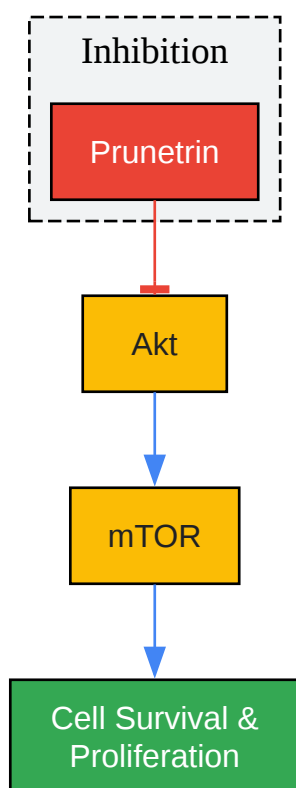 Inhibition
Prunetrin
Akt
mTOR
Cell Survival &
Proliferation